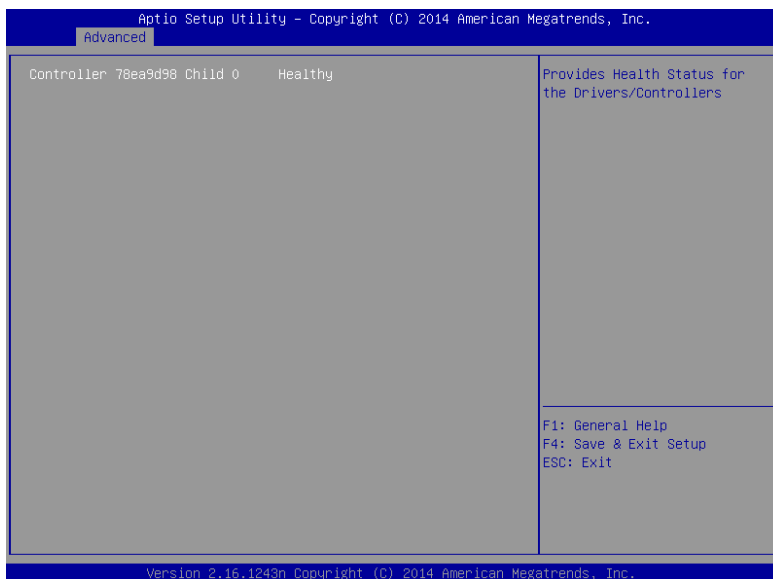 Aptio Setup Utility – Copyright (C) 2014 American Megatrends, Inc.
Advanced
Controller 78ea9d98 Child 0 Healthy
Provides Health Status for
the Drivers/Controllers
F1: General Help
F4: Save & Exit Setup
ESC: Exit
Version 2.16.1243n Copyright (C) 2014 American Megatrends, Inc.